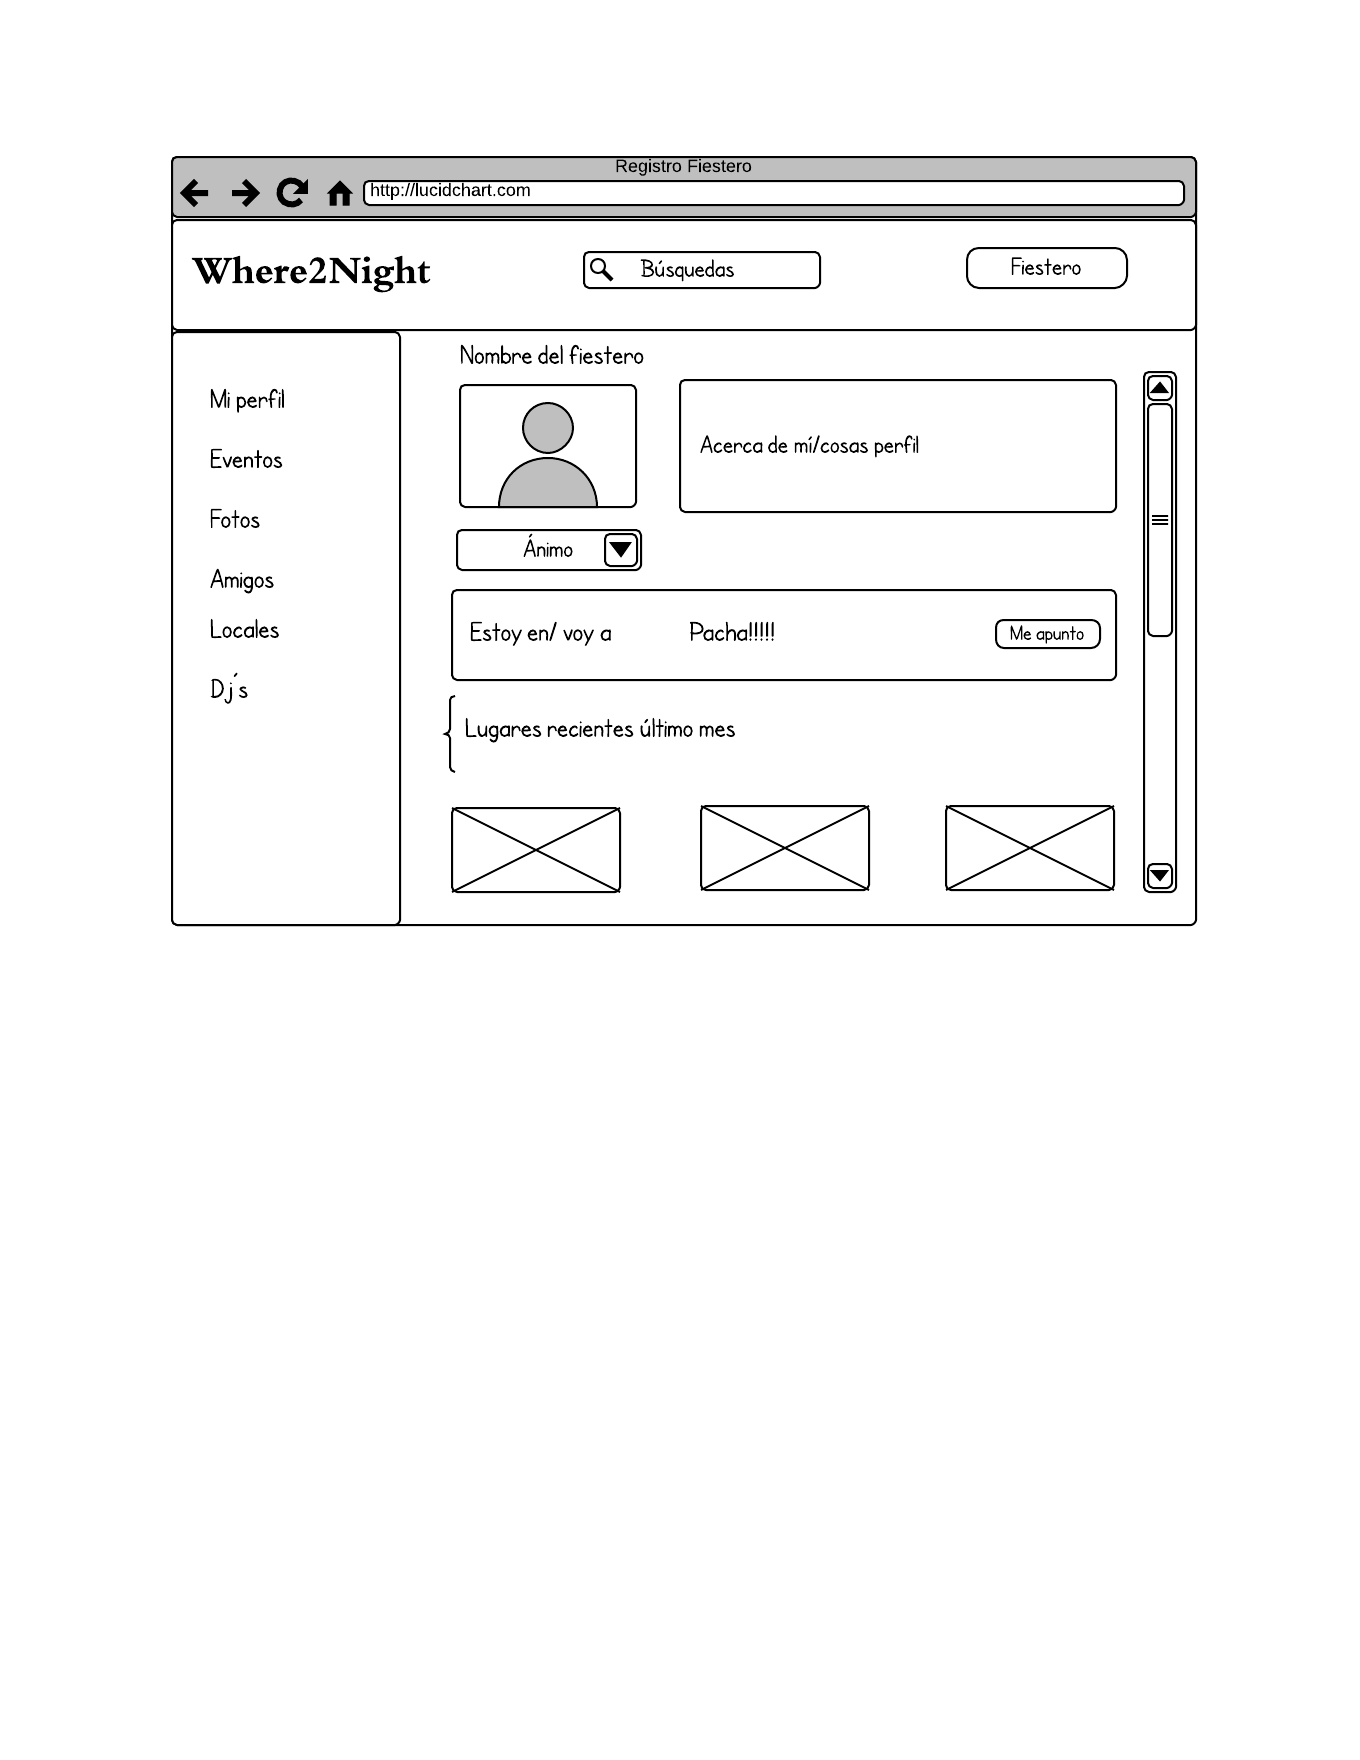 Registro Fiestero
http://lucidchart.com
Where2Night
Búsquedas
Fiestero
Mi perfil
Eventos
Fotos
Amigos
Locales
Dj´s
Nombre del fiestero
Acerca de mí/cosas perfil
Ánimo
Estoy en/ voy a
Pacha!!!!!
Me apunto
Lugares recientes último mes